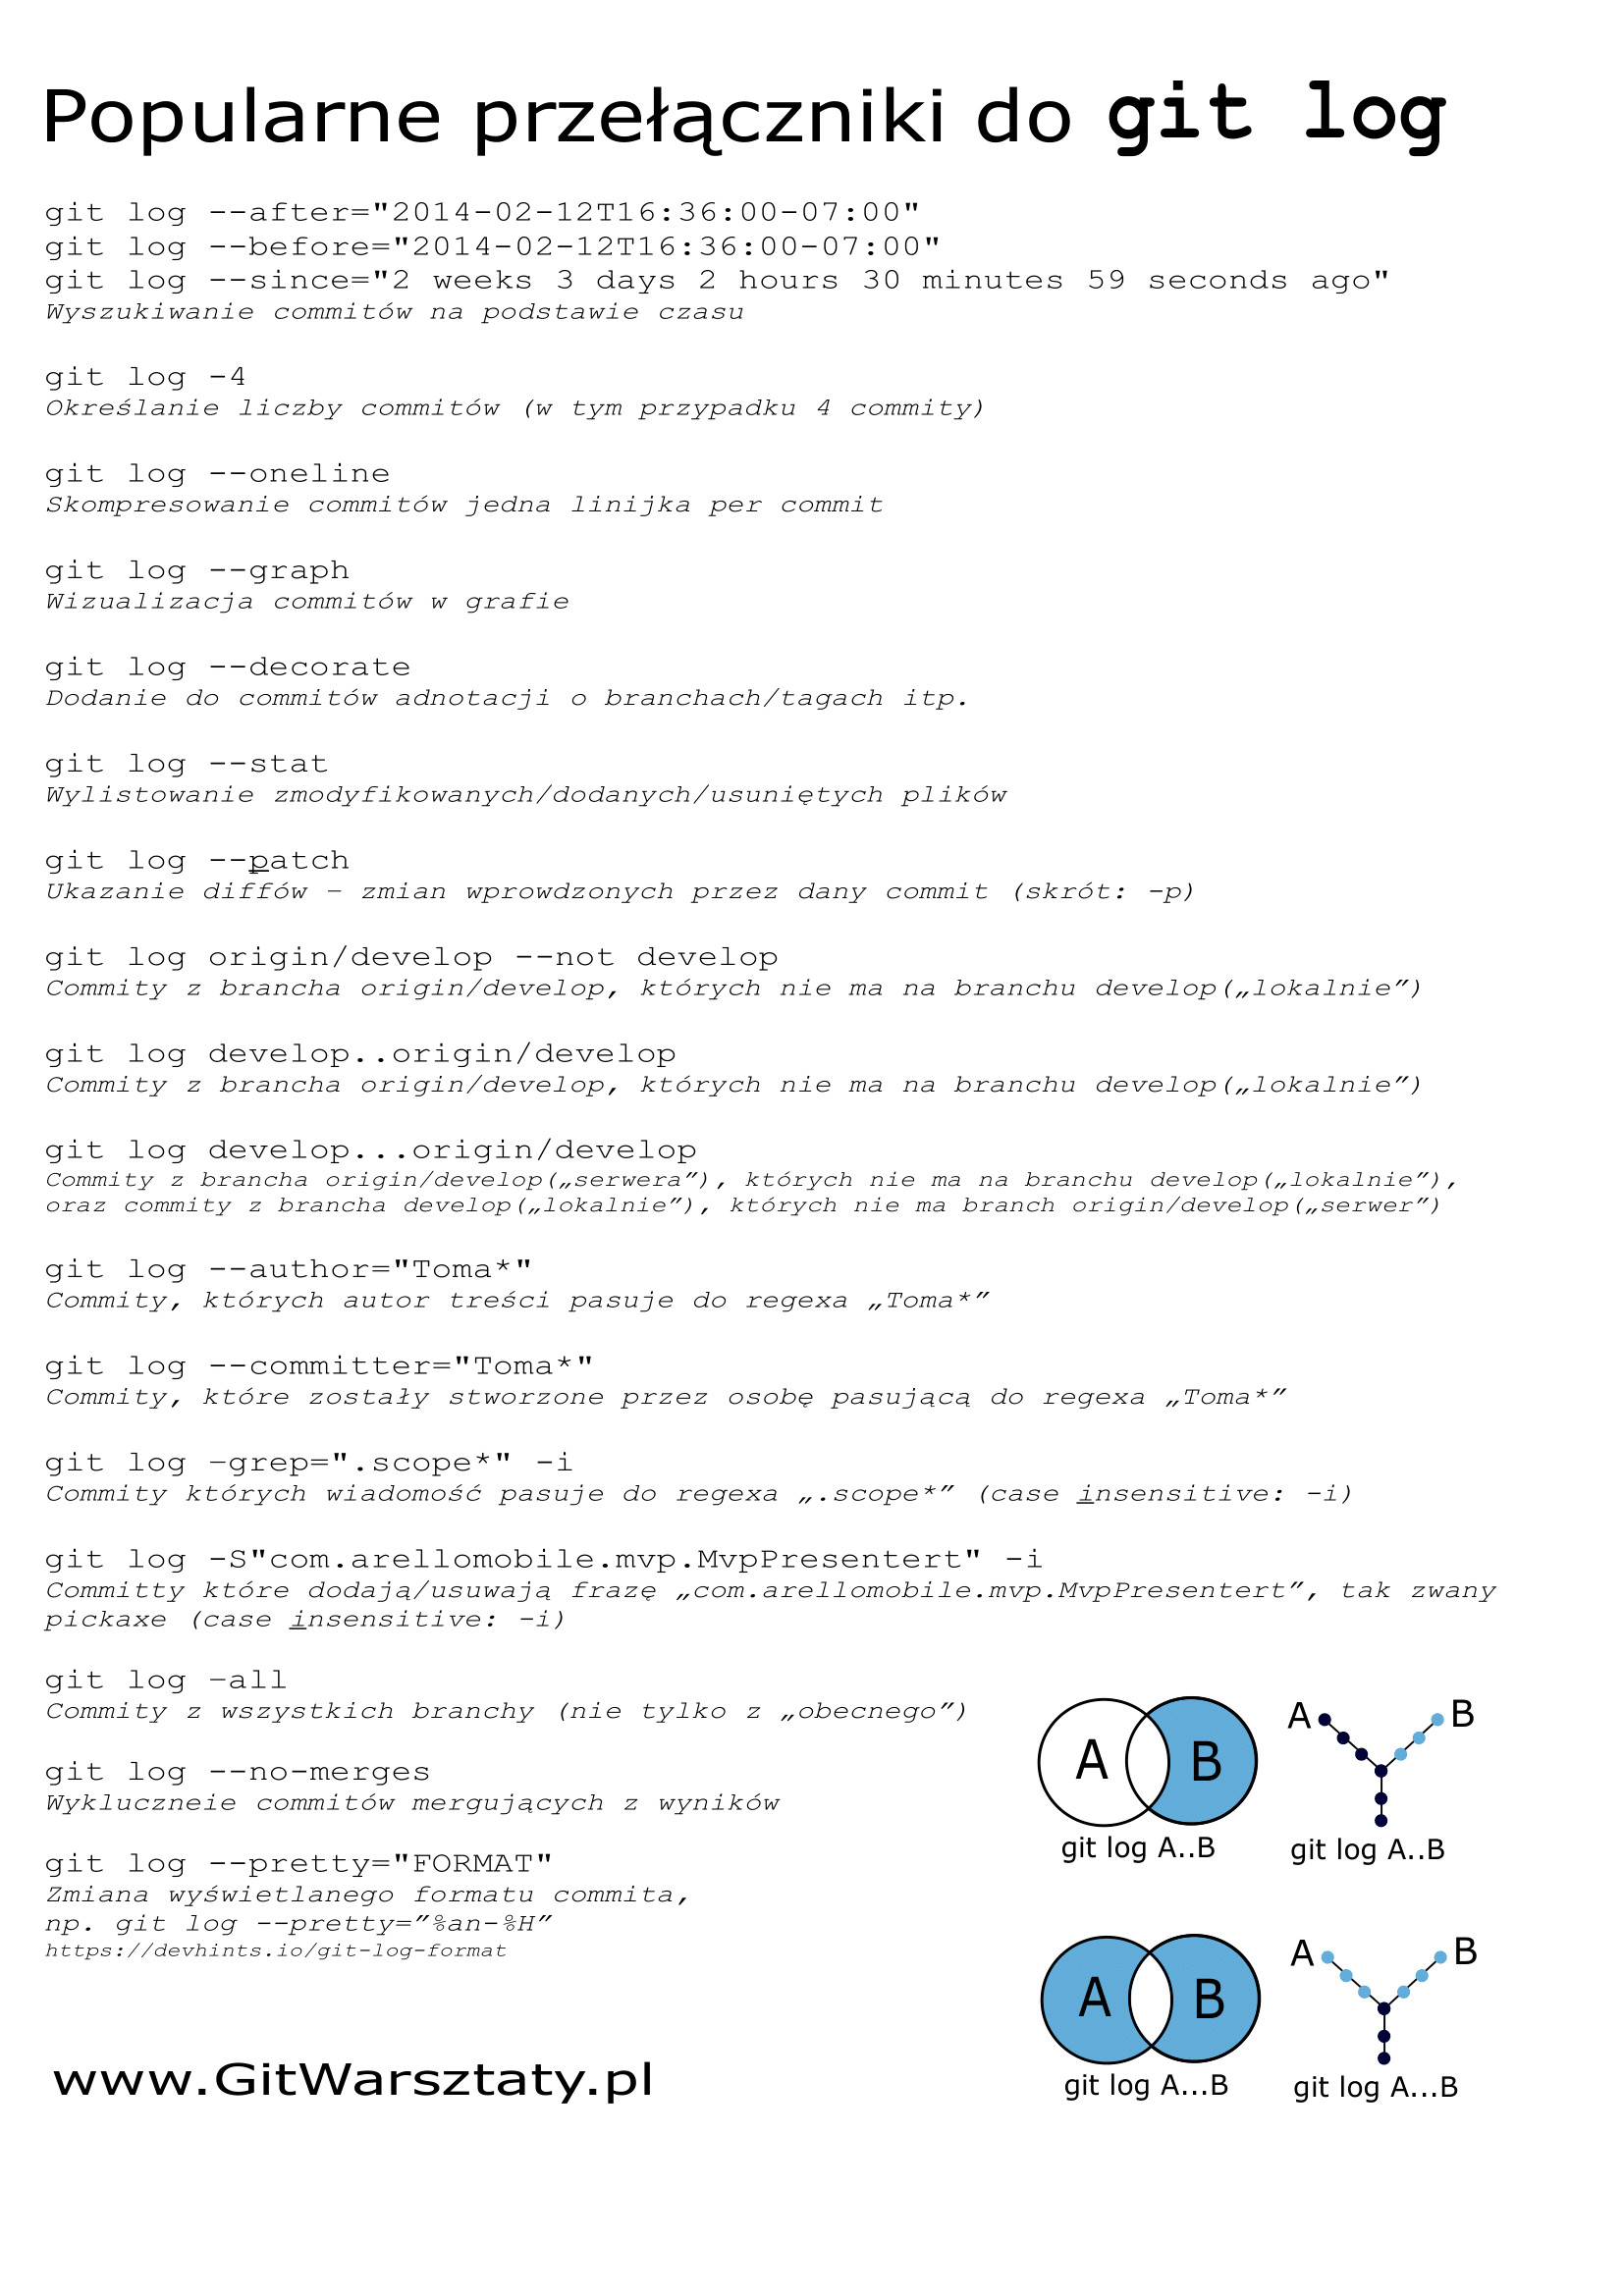 Popularne przełączniki do git log
git log --after="2014-02-12T16:36:00-07:00"
git log --before="2014-02-12T16:36:00-07:00"
git log --since="2 weeks 3 days 2 hours 30 minutes 59 seconds ago"
Wyszukiwanie commitów na podstawie czasu
git log -4
Określanie liczby commitów (w tym przypadku 4 commity)
git log --oneline
Skompresowanie commitów jedna linijka per commit
git log --graph
Wizualizacja commitów w grafie
git log --decorate
Dodanie do commitów adnotacji o branchach/tagach itp.
git log --stat
Wylistowanie zmodyfikowanych/dodanych/usuniętych plików
git log --patch
Ukazanie diffów – zmian wprowdzonych przez dany commit (skrót: -p)
git log origin/develop --not develop
Commity z brancha origin/develop, których nie ma na branchu develop(„lokalnie”)
git log develop..origin/develop
Commity z brancha origin/develop, których nie ma na branchu develop(„lokalnie”)
git log develop...origin/develop
Commity z brancha origin/develop(„serwera”), których nie ma na branchu develop(„lokalnie”),
oraz commity z brancha develop(„lokalnie”), których nie ma branch origin/develop(„serwer”)
git log --author="Toma*"
Commity, których autor treści pasuje do regexa „Toma*”
git log --committer="Toma*"
Commity, które zostały stworzone przez osobę pasującą do regexa „Toma*”
git log –grep=".scope*" -i
Commity których wiadomość pasuje do regexa „.scope*” (case insensitive: -i)
git log -S"com.arellomobile.mvp.MvpPresentert" -i
Committy które dodają/usuwają frazę „com.arellomobile.mvp.MvpPresentert”, tak zwany
pickaxe (case insensitive: -i)
git log –all
Commity z wszystkich branchy (nie tylko z „obecnego”)
git log --no-merges
Wykluczneie commitów mergujących z wyników
git log --pretty="FORMAT"
Zmiana wyświetlanego formatu commita,
np. git log --pretty=”%an-%H”
https://devhints.io/git-log-format
A B
git log A..B
A B
git log A..B
A B
git log A...B
A B
git log A...B
www.GitWarsztaty.pl